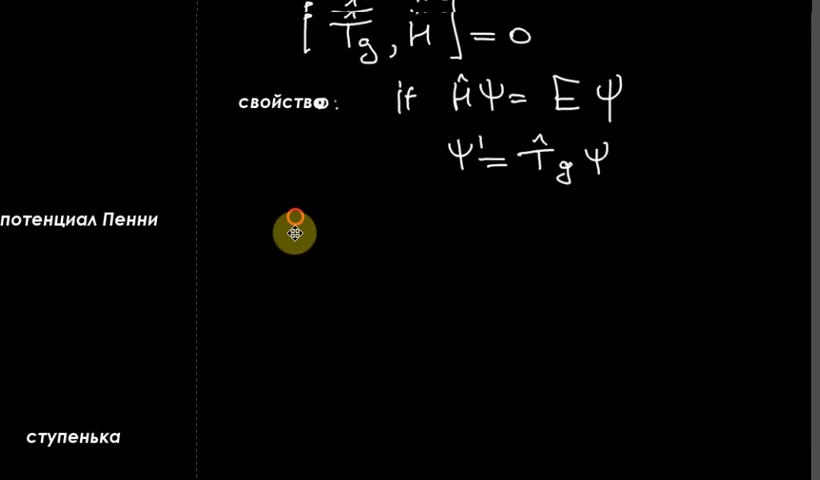 [T̂g, Ĥ] = 0
свойство: if ĤΨ = EΨ
Ψ' = T̂gΨ
потенциал Пенни
ступенька